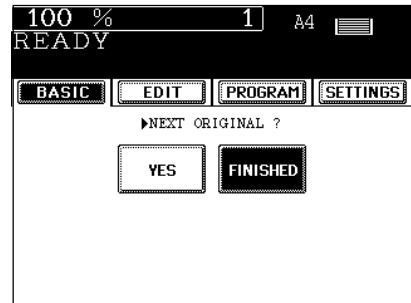 100 % 1 A4
READY
BASIC EDIT PROGRAM SETTINGS
▶NEXT ORIGINAL ?
YES FINISHED